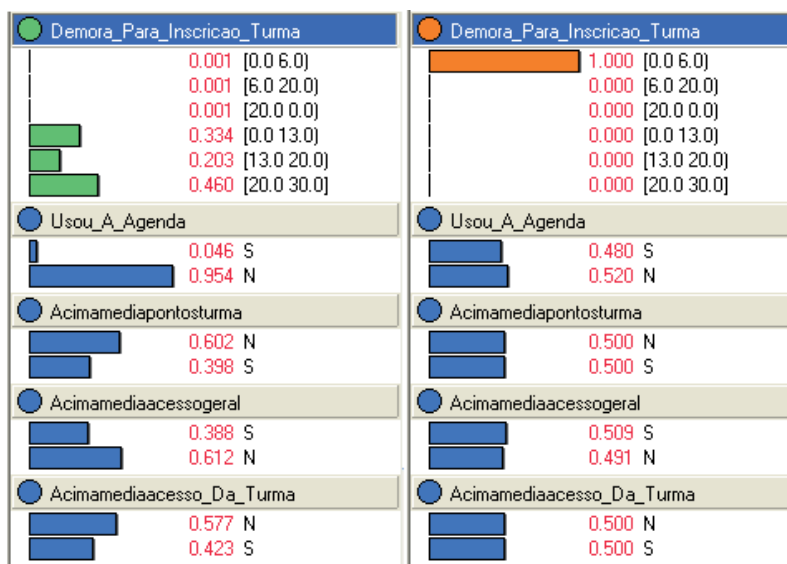 Demora_Para_Inscricao_Turma
0.001 [0.0 6.0)
0.001 [6.0 20.0)
0.001 [20.0 0.0)
0.334 [0.0 13.0)
0.203 [13.0 20.0)
0.460 [20.0 30.0]
Usou_A_Agenda
0.046 S
0.954 N
Acimamediapontosturma
0.602 N
0.398 S
Acimamediaacessogeral
0.388 S
0.612 N
Acimamediaacesso_Da_Turma
0.577 N
0.423 S
Demora_Para_Inscricao_Turma
1.000 [0.0 6.0)
0.000 [6.0 20.0)
0.000 [20.0 0.0)
0.000 [0.0 13.0)
0.000 [13.0 20.0)
0.000 [20.0 30.0]
Usou_A_Agenda
0.480 S
0.520 N
Acimamediapontosturma
0.500 N
0.500 S
Acimamediaacessogeral
0.509 S
0.491 N
Acimamediaacesso_Da_Turma
0.500 N
0.500 S